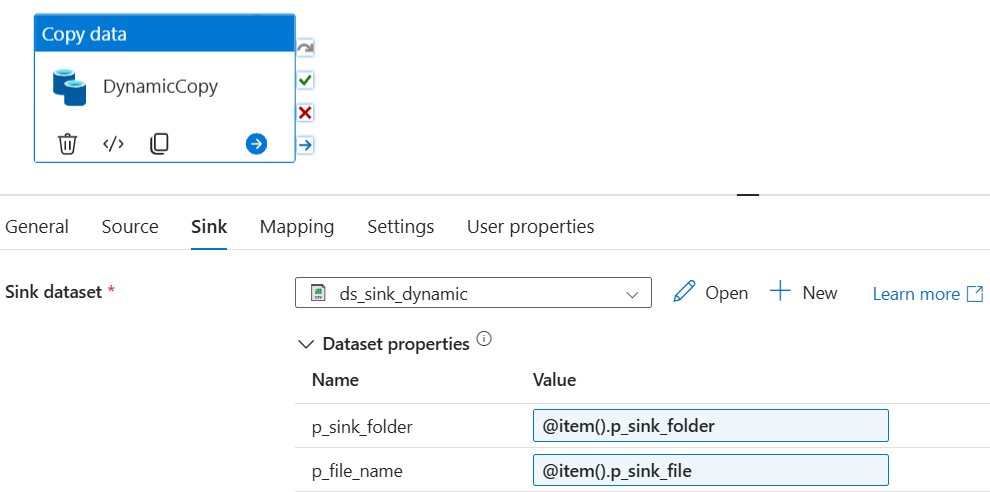 Copy data
DynamicCopy
General Source Sink Mapping Settings User properties
Sink dataset * CSV ds_sink_dynamic Open New Learn more
Dataset properties
Name Value
p_sink_folder @item().p_sink_folder
p_file_name @item().p_sink_file